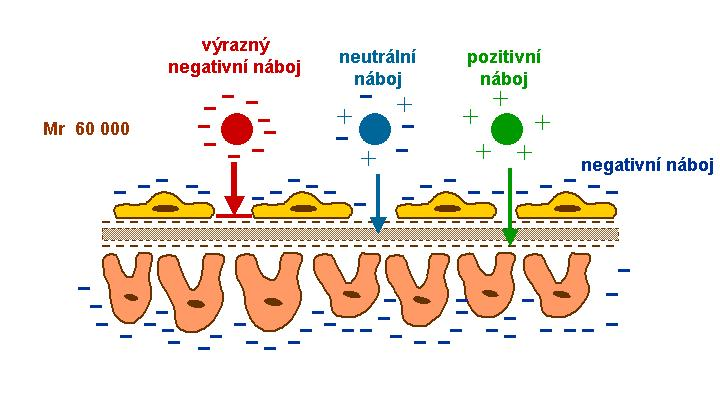 výrazný
negativní náboj
neutrální
náboj
pozitivní
náboj
Mr 60 000
negativní náboj